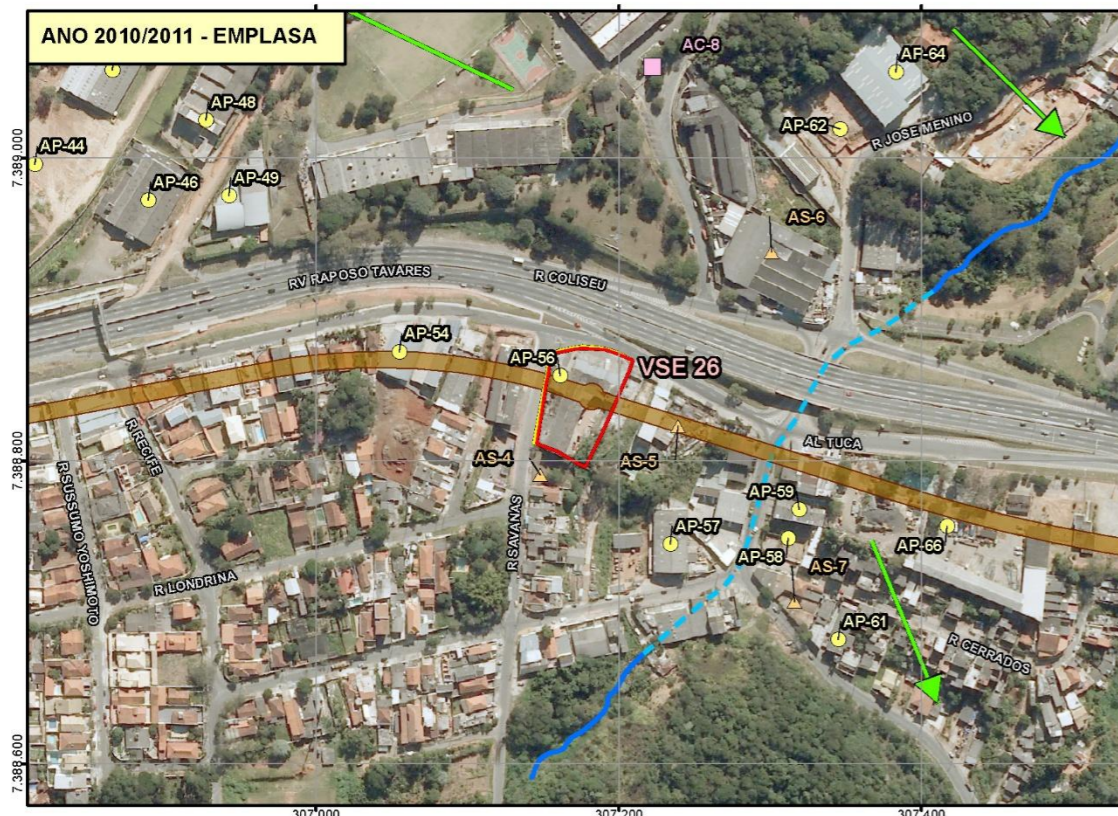 ANO 2010/2011 - EMPLASA
AC-8
AP-64
AP-48
AP-62
R JOSE MENINO
7.389.000
AP-44
AP-46
AP-49
AS-6
RV RAPOSO TAVARES
R COLISEU
AP-54
AP-56
VSE 26
AL TUCA
R RECIFE
R SUSSUMO YOSHIMOTO
7.388.800
AS-4
AS-5
AP-59
AP-57
AP-58
AP-66
R SAVANAS
R LONDRINA
AS-7
AP-61
R CERRADOS
7.388.600
307.000
307.200
307.400